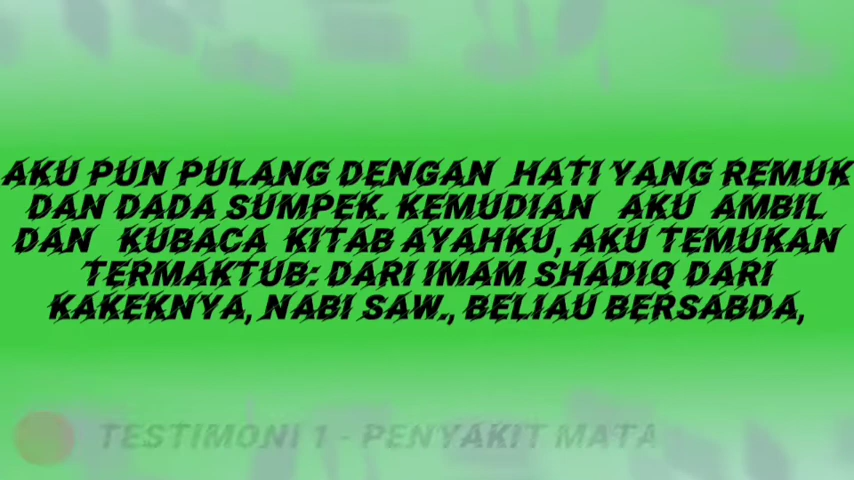 AKU PUN PULANG DENGAN HATI YANG REMUK
DAN DADA SUMPEK. KEMUDIAN AKU AMBIL
DAN KUBACA KITAB AYAHKU, AKU TEMUKAN
TERMAKTUB: DARI IMAM SHADIQ DARI
KAKEKNYA, NABI SAW., BELIAU BERSABDA,
TESTIMONI 1 - PENYAKIT MATA